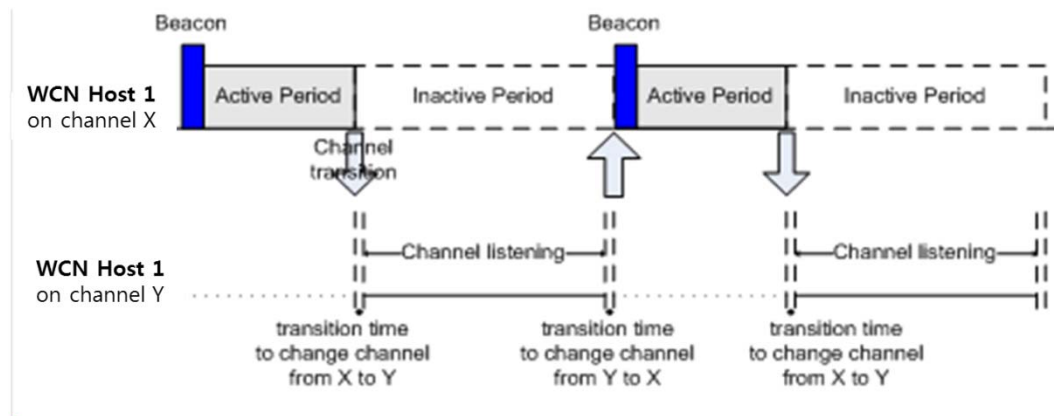 Beacon
Beacon
WCN Host 1
on channel X
Active Period
Inactive Period
Active Period
Inactive Period
Channel
transition
WCN Host 1
on channel Y
Channel listening
Channel listening
transition time
to change channel
from X to Y
transition time
to change channel
from Y to X
transition time
to change channel
from X to Y